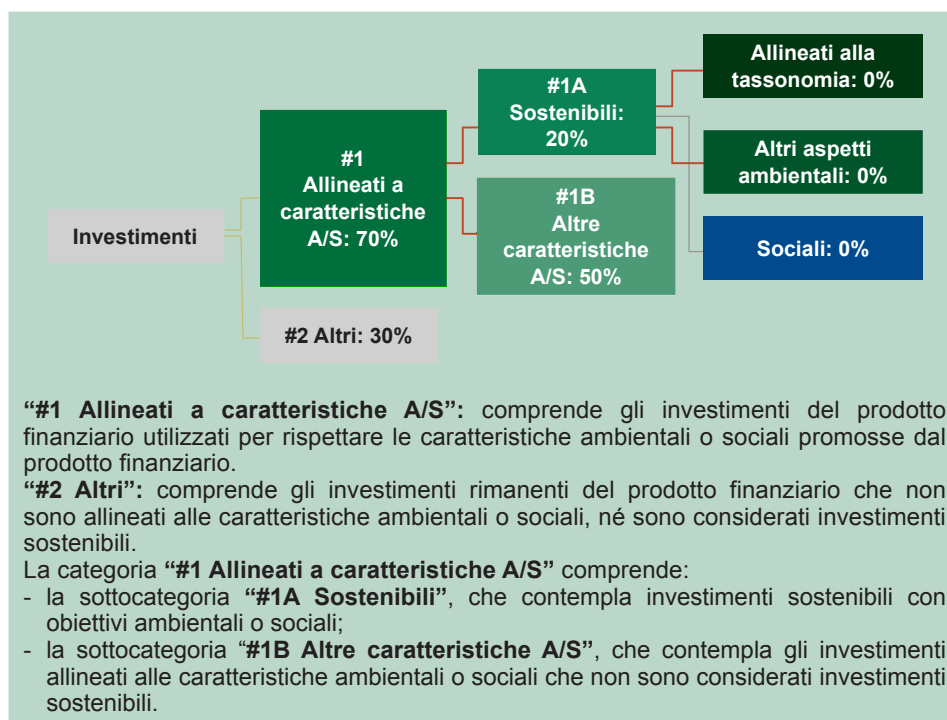 Investimenti
#1
Allineati a
caratteristiche
A/S: 70%
#2 Altri: 30%
#1A
Sostenibili:
20%
#1B
Altre
caratteristiche
A/S: 50%
Allineati alla
tassonomia: 0%
Altri aspetti
ambientali: 0%
Sociali: 0%
“#1 Allineati a caratteristiche A/S”: comprende gli investimenti del prodotto
finanziario utilizzati per rispettare le caratteristiche ambientali o sociali promosse dal
prodotto finanziario.
“#2 Altri”: comprende gli investimenti rimanenti del prodotto finanziario che non
sono allineati alle caratteristiche ambientali o sociali, né sono considerati investimenti
sostenibili.
La categoria “#1 Allineati a caratteristiche A/S” comprende:
- la sottocategoria “#1A Sostenibili”, che contempla investimenti sostenibili con
obiettivi ambientali o sociali;
- la sottocategoria “#1B Altre caratteristiche A/S”, che contempla gli investimenti
allineati alle caratteristiche ambientali o sociali che non sono considerati investimenti
sostenibili.